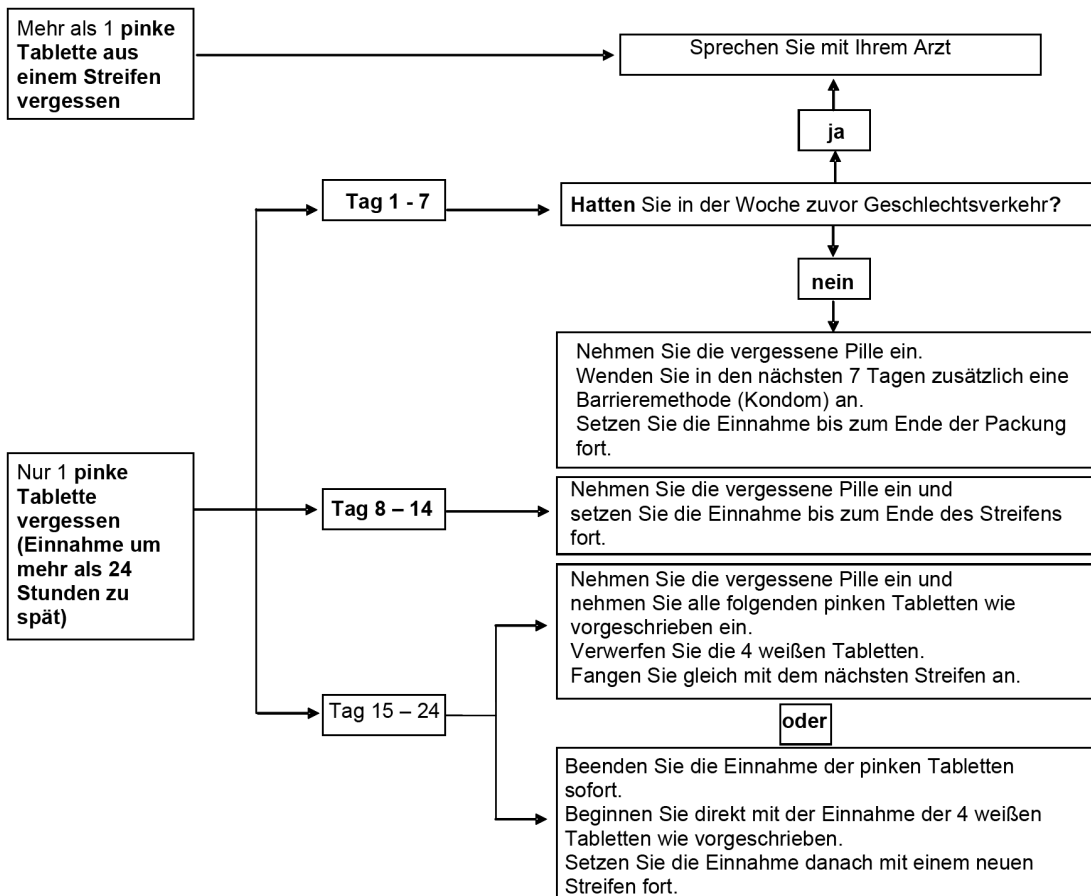 Mehr als 1 pinke
Tablette aus
einem Streifen
vergessen
Sprechen Sie mit Ihrem Arzt
ja
Tag 1 - 7
Hatten Sie in der Woche zuvor Geschlechtsverkehr?
nein
Nehmen Sie die vergessene Pille ein.
Wenden Sie in den nächsten 7 Tagen zusätzlich eine
Barrieremethode (Kondom) an.
Setzen Sie die Einnahme bis zum Ende der Packung
fort.
Nur 1 pinke
Tablette
vergessen
(Einnahme um
mehr als 24
Stunden zu
spät)
Tag 8 – 14
Nehmen Sie die vergessene Pille ein und
setzen Sie die Einnahme bis zum Ende des Streifens
fort.
Nehmen Sie die vergessene Pille ein und
nehmen Sie alle folgenden pinken Tabletten wie
vorgeschrieben ein.
Verwerfen Sie die 4 weißen Tabletten.
Fangen Sie gleich mit dem nächsten Streifen an.
Tag 15 – 24
oder
Beenden Sie die Einnahme der pinken Tabletten
sofort.
Beginnen Sie direkt mit der Einnahme der 4 weißen
Tabletten wie vorgeschrieben.
Setzen Sie die Einnahme danach mit einem neuen
Streifen fort.